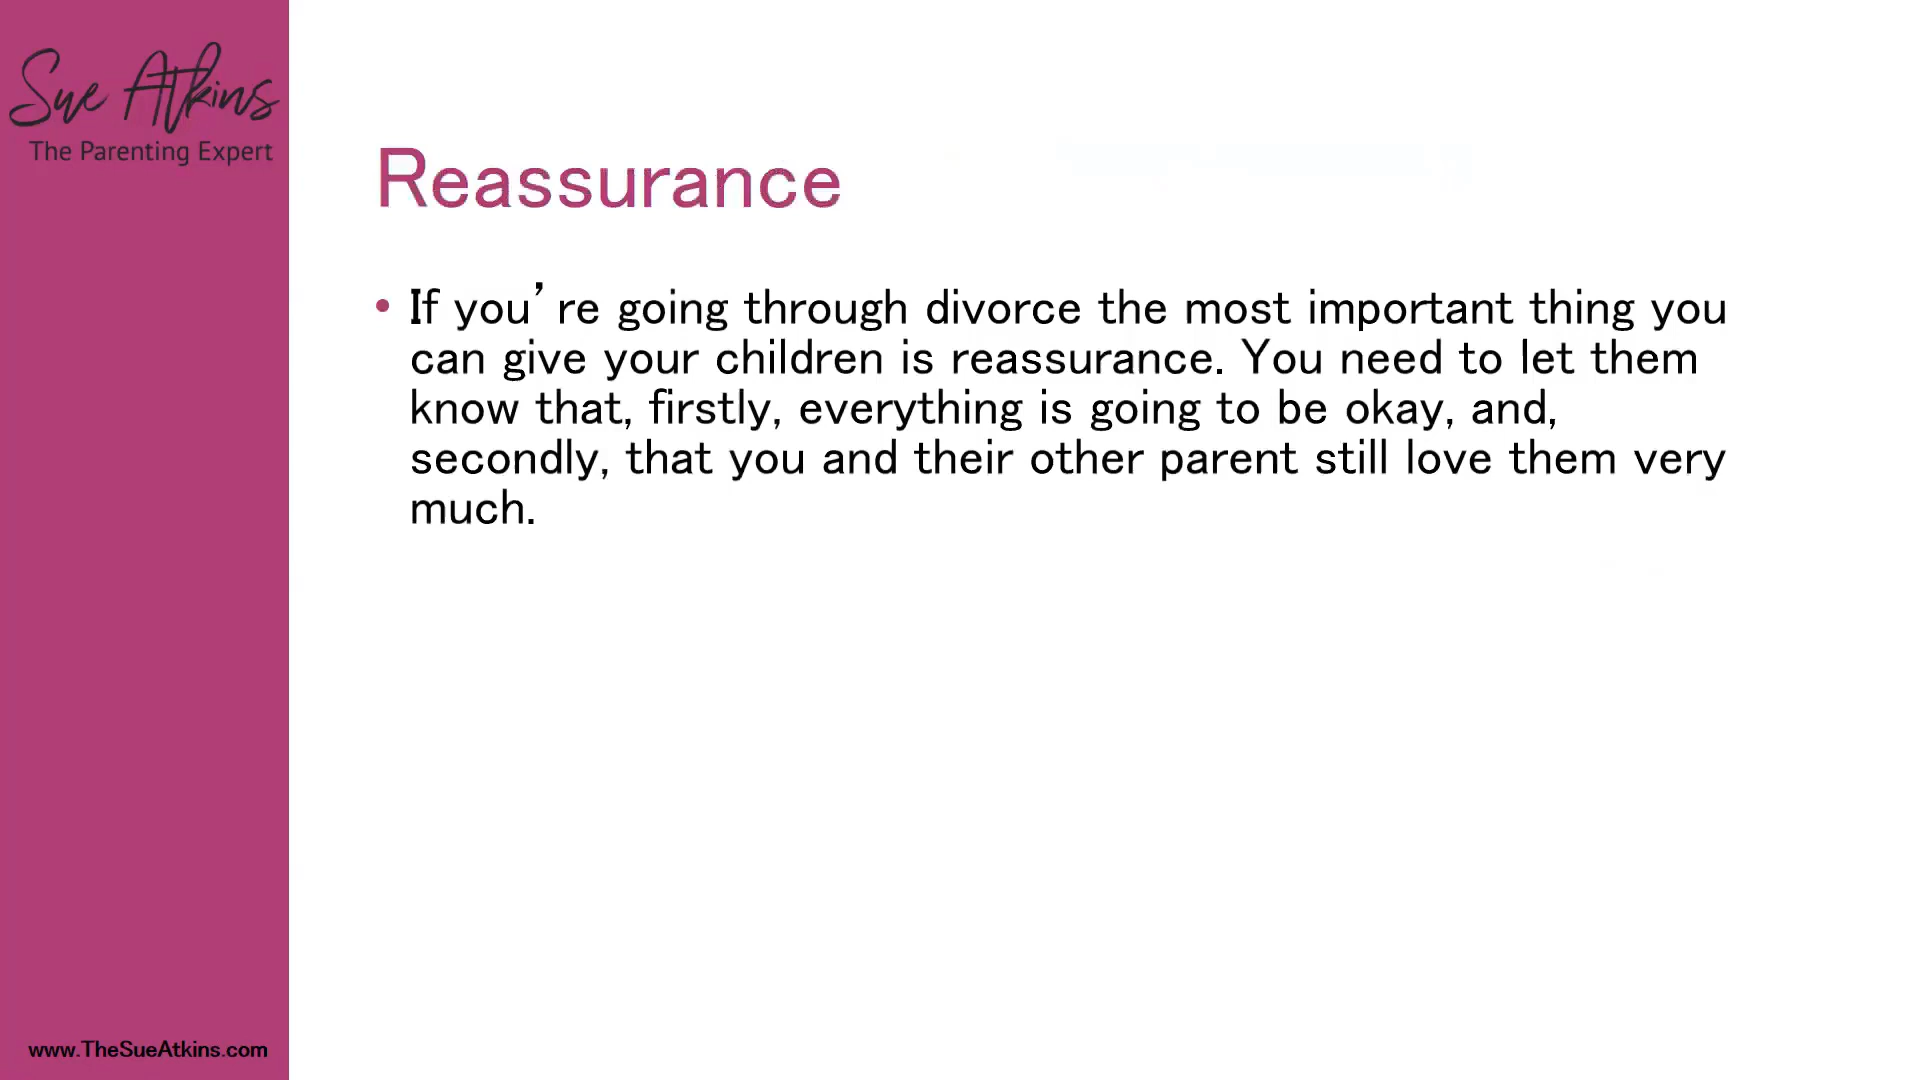 Sue Atkins
The Parenting Expert
Reassurance
• If you’re going through divorce the most important thing you
can give your children is reassurance. You need to let them
know that, firstly, everything is going to be okay, and,
secondly, that you and their other parent still love them very
much.
www.TheSueAtkins.com